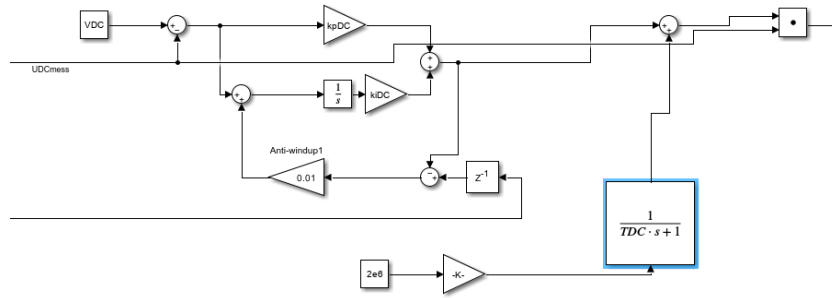 VDC
kpDC
UDCmess
1
s
kiDC
Anti-windup1
0.01
Z-1
1
TDC · s + 1
2e6
-K-